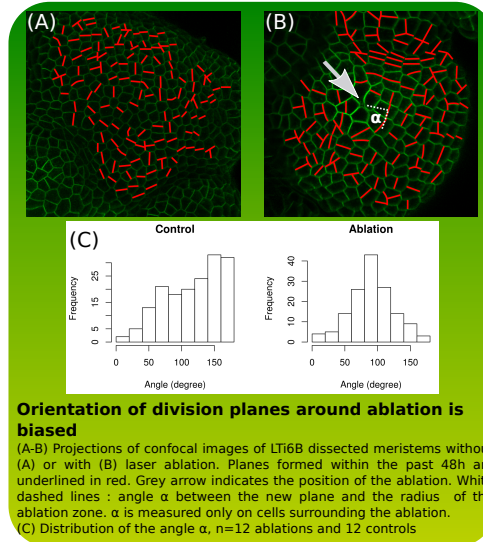 (A)
(B)
α
(C)
Control
Ablation
Frequency
0 5 15 25
0 50 100 150
Angle (degree)
Frequency
0 10 20 30 40
0 50 100 150
Angle (degree)
Orientation of division planes around ablation is
biased
(A-B) Projections of confocal images of LTi6B dissected meristems withou
(A) or with (B) laser ablation. Planes formed within the past 48h ar
underlined in red. Grey arrow indicates the position of the ablation. Whit
dashed lines : angle α between the new plane and the radius of th
ablation zone. α is measured only on cells surrounding the ablation.
(C) Distribution of the angle α, n=12 ablations and 12 controls